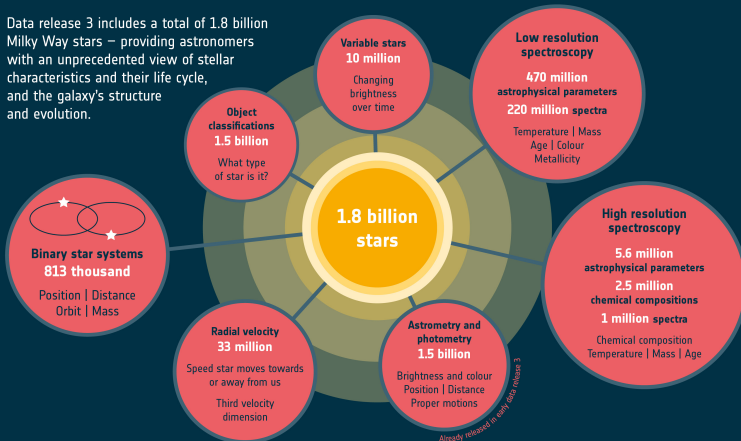 Data release 3 includes a total of 1.8 billion
Milky Way stars – providing astronomers
with an unprecedented view of stellar
characteristics and their life cycle,
and the galaxy's structure
and evolution.
Variable stars
10 million
Changing
brightness
over time
Low resolution
spectroscopy
470 million
astrophysical parameters
220 million spectra
Temperature | Mass
Age | Colour
Metallicity
Object
classifications
1.5 billion
What type
of star is it?
1.8 billion
stars
Binary star systems
813 thousand
Position | Distance
Orbit | Mass
High resolution
spectroscopy
5.6 million
astrophysical parameters
2.5 million
chemical compositions
1 million spectra
Chemical composition
Temperature | Mass | Age
Radial velocity
33 million
Speed star moves towards
or away from us
Third velocity
dimension
Astrometry and
photometry
1.5 billion
Brightness and colour
Position | Distance
Proper motions
Already released in early data release 3